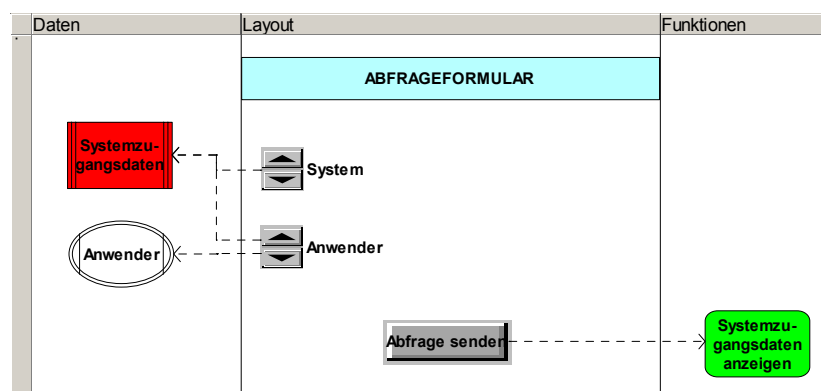 Daten
Layout
Funktionen
ABFRAGEFORMULAR
Systemzu-
gangsdaten
System
Anwender
Anwender
Abfrage senden
Systemzu-
gangsdaten
anzeigen